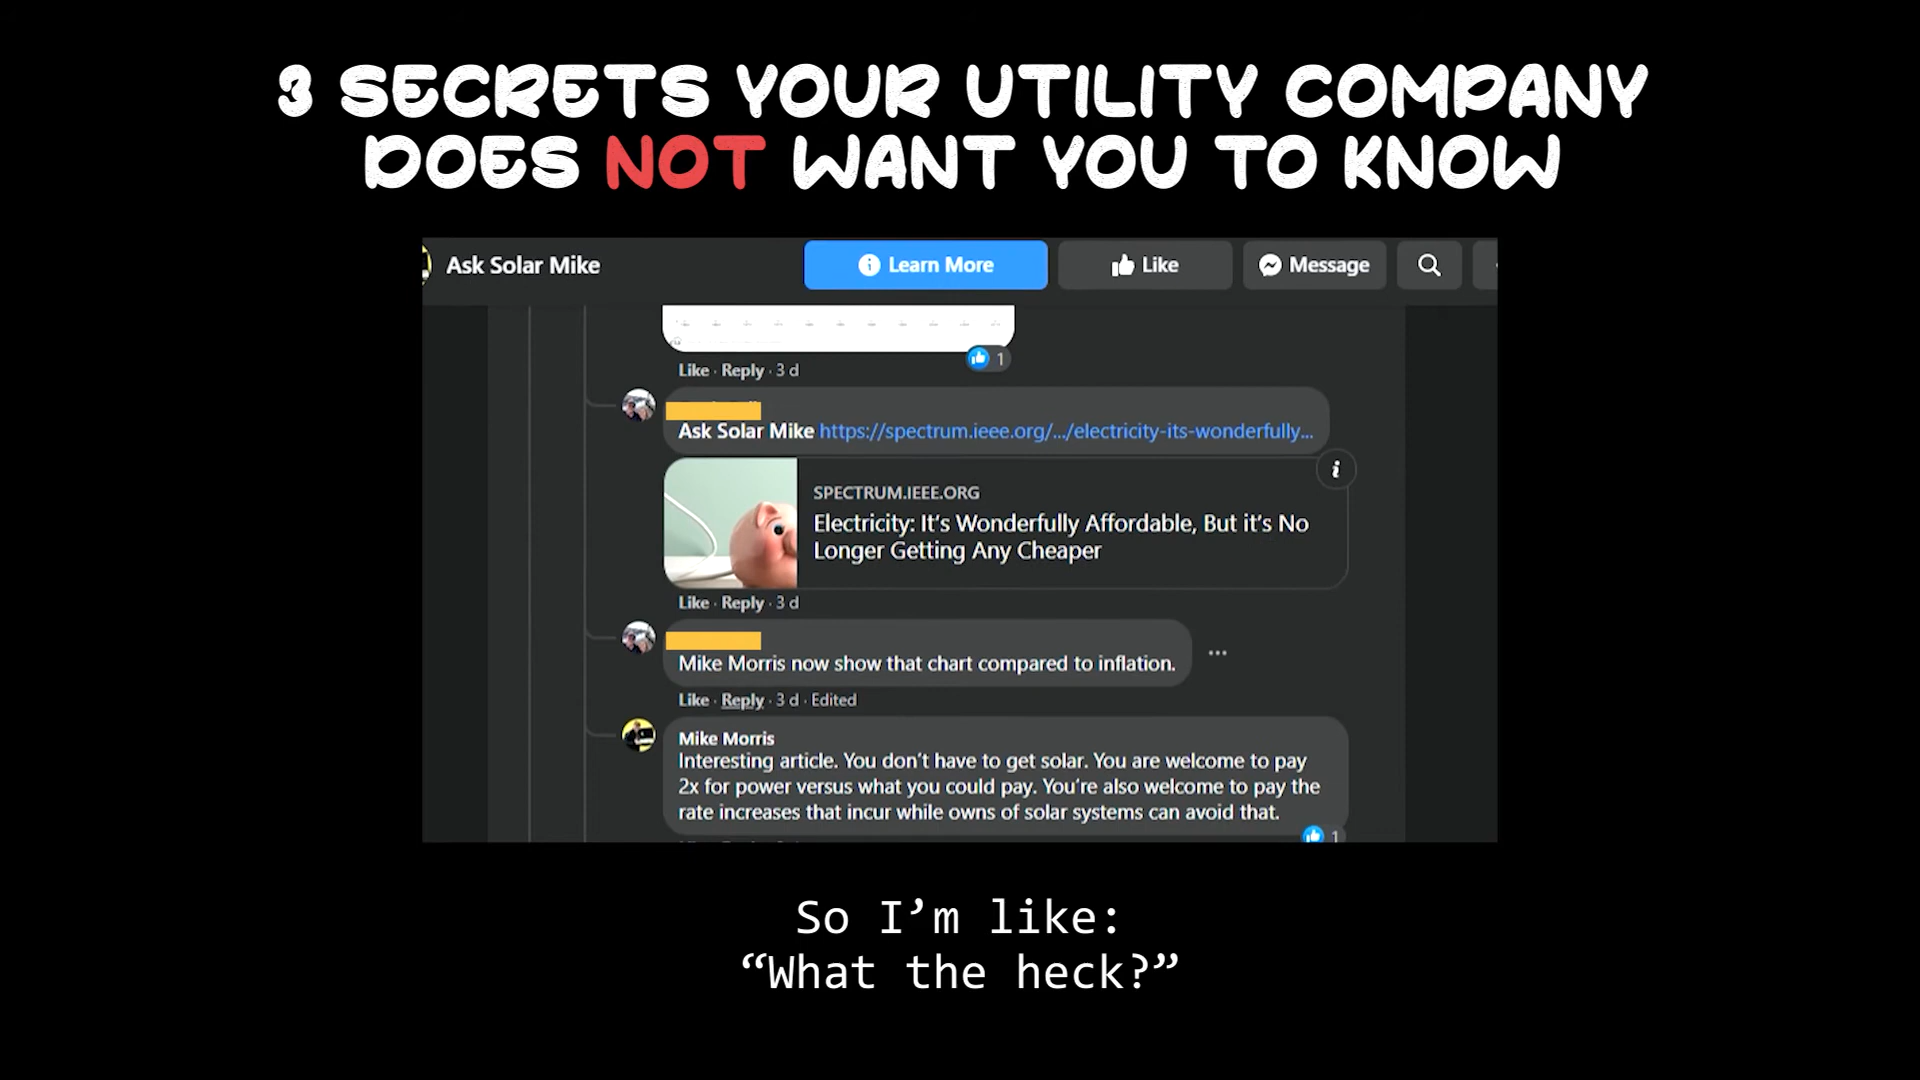 3 SECRETS YOUR UTILITY COMPANY
DOES NOT WANT YOU TO KNOW
Ask Solar Mike
Learn More
Like
Message
1
Like · Reply · 3 d
Ask Solar Mike https://spectrum.ieee.org/.../electricity-its-wonderfully...
SPECTRUM.IEEE.ORG
Electricity: It's Wonderfully Affordable, But it's No
Longer Getting Any Cheaper
Like · Reply · 3 d
Mike Morris now show that chart compared to inflation.
Like · Reply · 3 d · Edited
Mike Morris
Interesting article. You don't have to get solar. You are welcome to pay
2x for power versus what you could pay. You're also welcome to pay the
rate increases that incur while owns of solar systems can avoid that.
1
So I'm like:
“What the heck?”